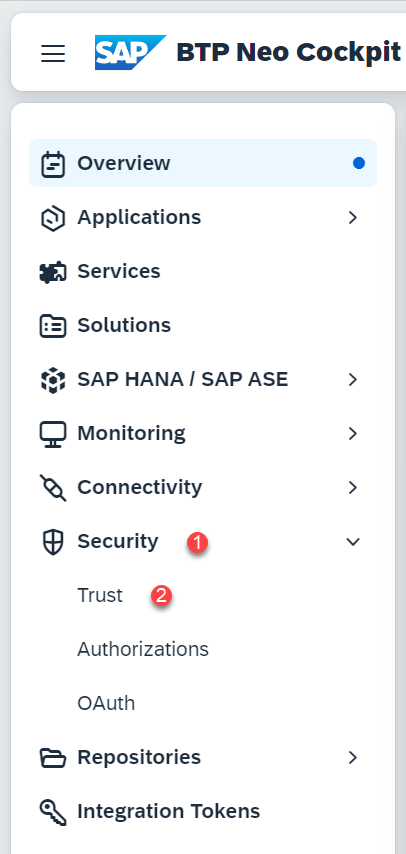 SAP BTP Neo Cockpit
Overview
Applications
Services
Solutions
SAP HANA / SAP ASE
Monitoring
Connectivity
Security 1
Trust 2
Authorizations
OAuth
Repositories
Integration Tokens